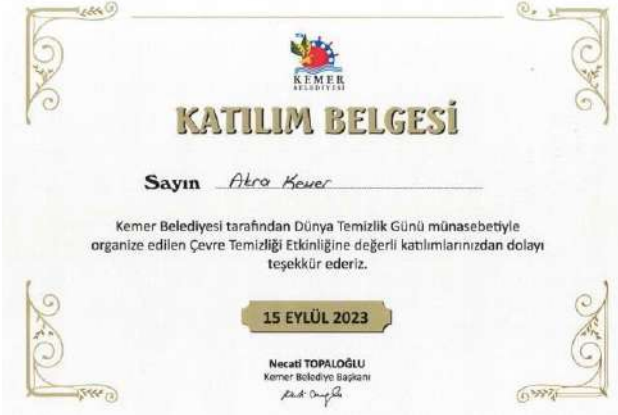 KEMER
BELEDİYESİ
KATILIM BELGESİ
Sayın Akra Kemer
Kemer Belediyesi tarafından Dünya Temizlik Günü münasebetiyle
organize edilen Çevre Temizliği Etkinliğine değerli katılımlarınızdan dolayı
teşekkür ederiz.
15 EYLÜL 2023
Necati TOPALOĞLU
Kemer Belediye Başkanı